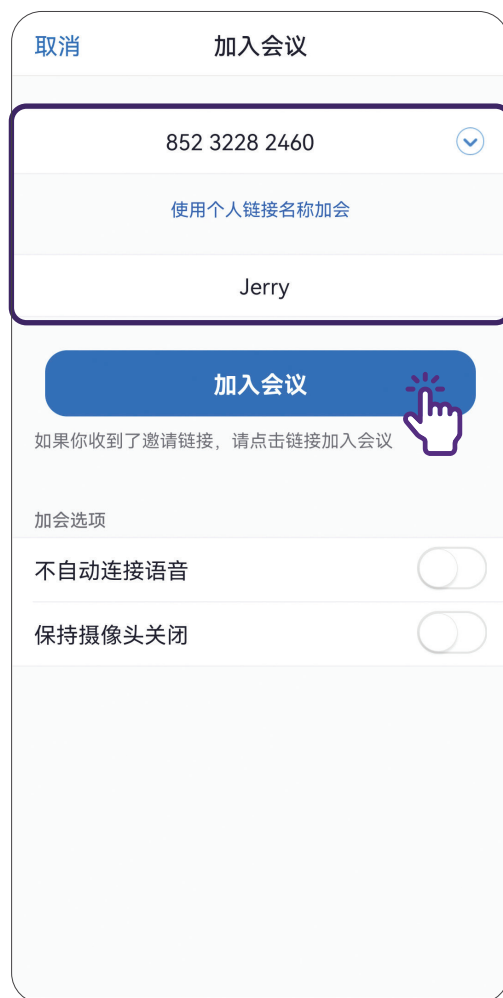 取消 加入会议
852 3228 2460
使用个人链接名称加会
Jerry
加入会议
如果你收到了邀请链接，请点击链接加入会议
加会选项
不自动连接语音
保持摄像头关闭